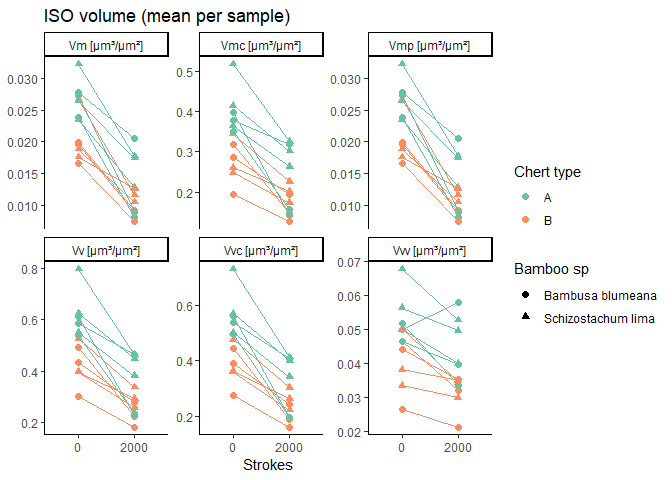 ISO volume (mean per sample)
Vm [µm³/µm²]
Vmc [µm³/µm²]
Vmp [µm³/µm²]
0.030
0.025
0.020
0.015
0.010
0.5
0.4
0.3
0.2
0.030
0.025
0.020
0.015
0.010
Vv [µm³/µm²]
Vvc [µm³/µm²]
Vvv [µm³/µm²]
0.8
0.6
0.4
0.2
0.6
0.4
0.2
0.07
0.06
0.05
0.04
0.03
0.02
0 2000
0 2000
0 2000
Strokes
Chert type
A
B
Bamboo sp
Bambusa blumeana
Schizostachum lima